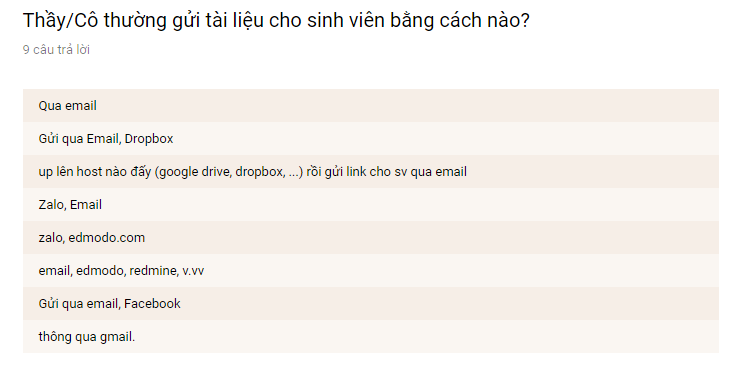 Thầy/Cô thường gửi tài liệu cho sinh viên bằng cách nào?
9 câu trả lời
Qua email
Gửi qua Email, Dropbox
up lên host nào đấy (google drive, dropbox, ...) rồi gửi link cho sv qua email
Zalo, Email
zalo, edmodo.com
email, edmodo, redmine, v.vv
Gửi qua email, Facebook
thông qua gmail.